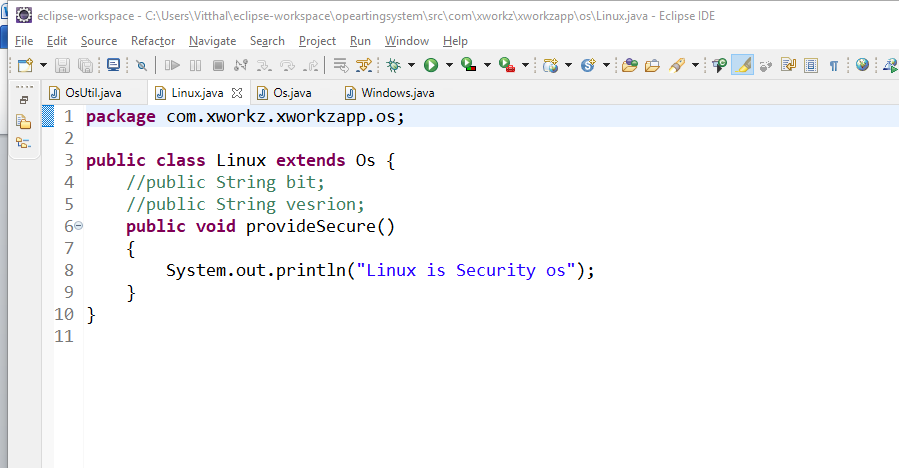 eclipse-workspace - C:\Users\Vitthal\eclipse-workspace\opeartingsystem\src\com\xworkz\xworkzapp\os\Linux.java - Eclipse IDE
File Edit Source Refactor Navigate Search Project Run Window Help
OsUtil.java Linux.java Os.java Windows.java
1 package com.xworkz.xworkzapp.os;
2
3 public class Linux extends Os {
4 //public String bit;
5 //public String vesrion;
6 public void provideSecure()
7 {
8 System.out.println("Linux is Security os");
9 }
10 }
11